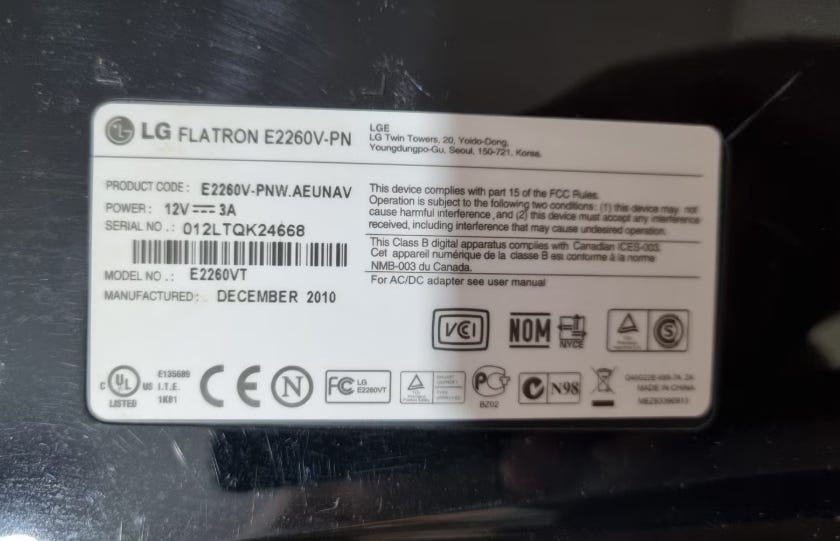 LG FLATRON E2260V-PN
LGE
LG Twin Towers, 20, Yoido-Dong,
Youngdungpo-Gu, Seoul, 150-721, Korea.
PRODUCT CODE : E2260V-PNW.AEUNAV
POWER : 12V 3A
SERIAL NO . : 012LTQK24668
MODEL NO . : E2260VT
MANUFACTURED : DECEMBER 2010
This device complies with part 15 of the FCC Rules.
Operation is subject to the following two conditions: (1) this device may not
cause harmful interference ,and (2) this device must accept any interference
received, including interference that may cause undesired operation.
This Class B digital apparatus complies with Canadian ICES-003.
Cet appareil numérique de la classe B est conforme à la norme
NMB-003 du Canada.
For AC/DC adapter see user manual
VCCI
NOM
NYCE
S
C UL US
LISTED
E135689
I.T.E.
1K81
CE
N
FC LG
E2260VT
PCT
BZ02
N98
MADE IN CHINA